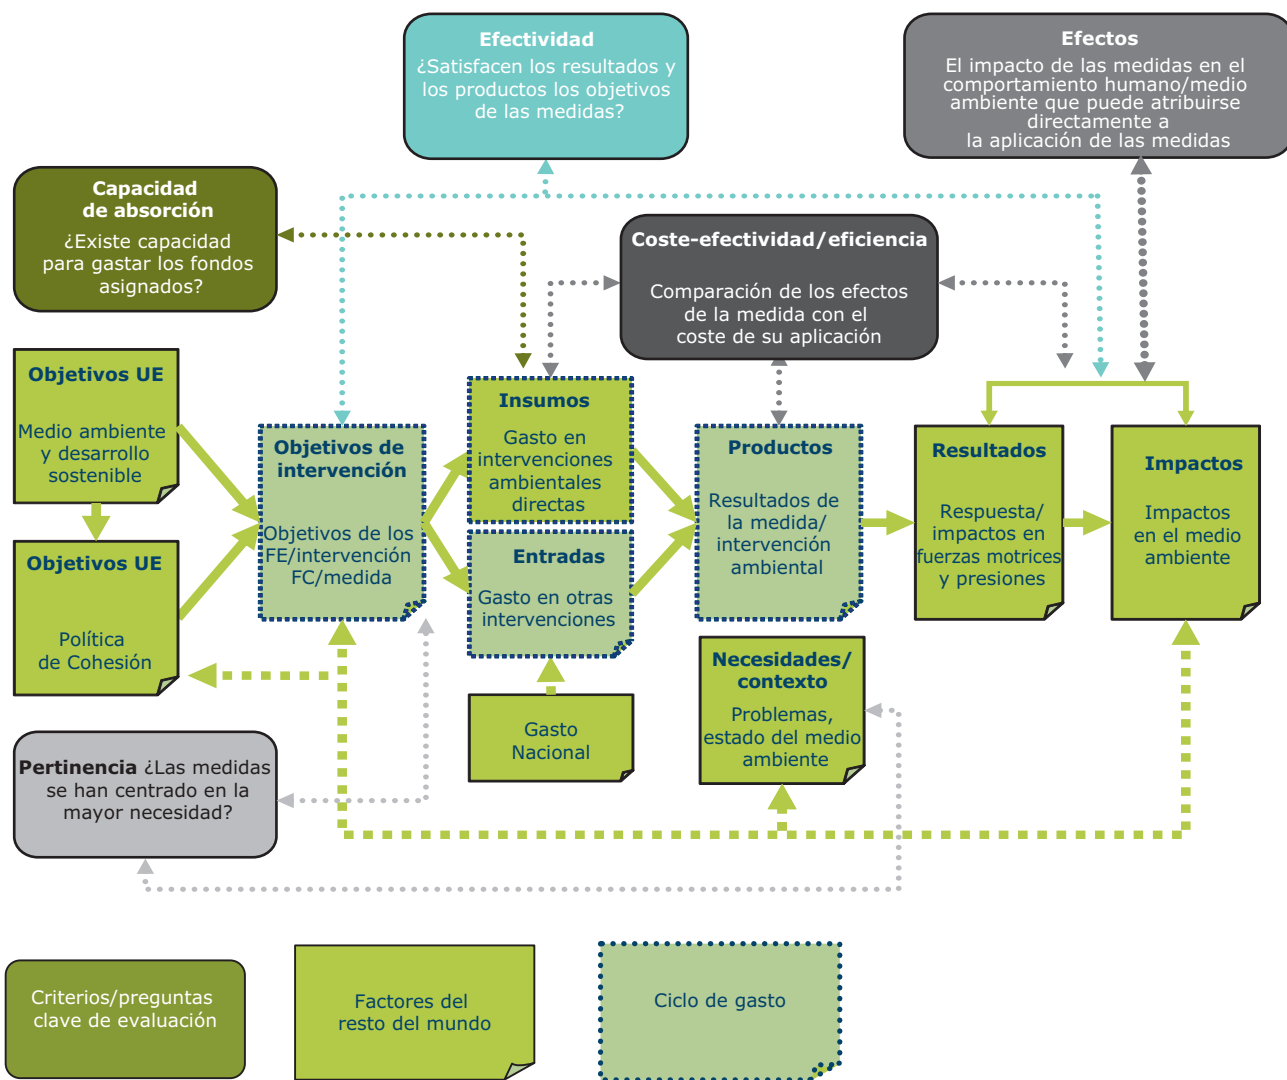 Efectividad
¿Satisfacen los resultados y
los productos los objetivos
de las medidas?
Efectos
El impacto de las medidas en el
comportamiento humano/medio
ambiente que puede atribuirse
directamente a
la aplicación de las medidas
Capacidad
de absorción
¿Existe capacidad
para gastar los fondos
asignados?
Coste-efectividad/eficiencia
Comparación de los efectos
de la medida con el
coste de su aplicación
Objetivos UE
Medio ambiente
y desarrollo
sostenible
Objetivos UE
Política
de Cohesión
Objetivos de
intervención
Objetivos de los
FE/intervención
FC/medida
Insumos
Gasto en
intervenciones
ambientales
directas
Entradas
Gasto en otras
intervenciones
Gasto
Nacional
Productos
Resultados de
la medida/
intervención
ambiental
Necesidades/
contexto
Problemas,
estado del medio
ambiente
Resultados
Respuesta/
impactos en
fuerzas motrices
y presiones
Impactos
Impactos
en el medio
ambiente
Pertinencia ¿Las medidas
se han centrado en la
mayor necesidad?
Criterios/preguntas
clave de evaluación
Factores del
resto del mundo
Ciclo de gasto